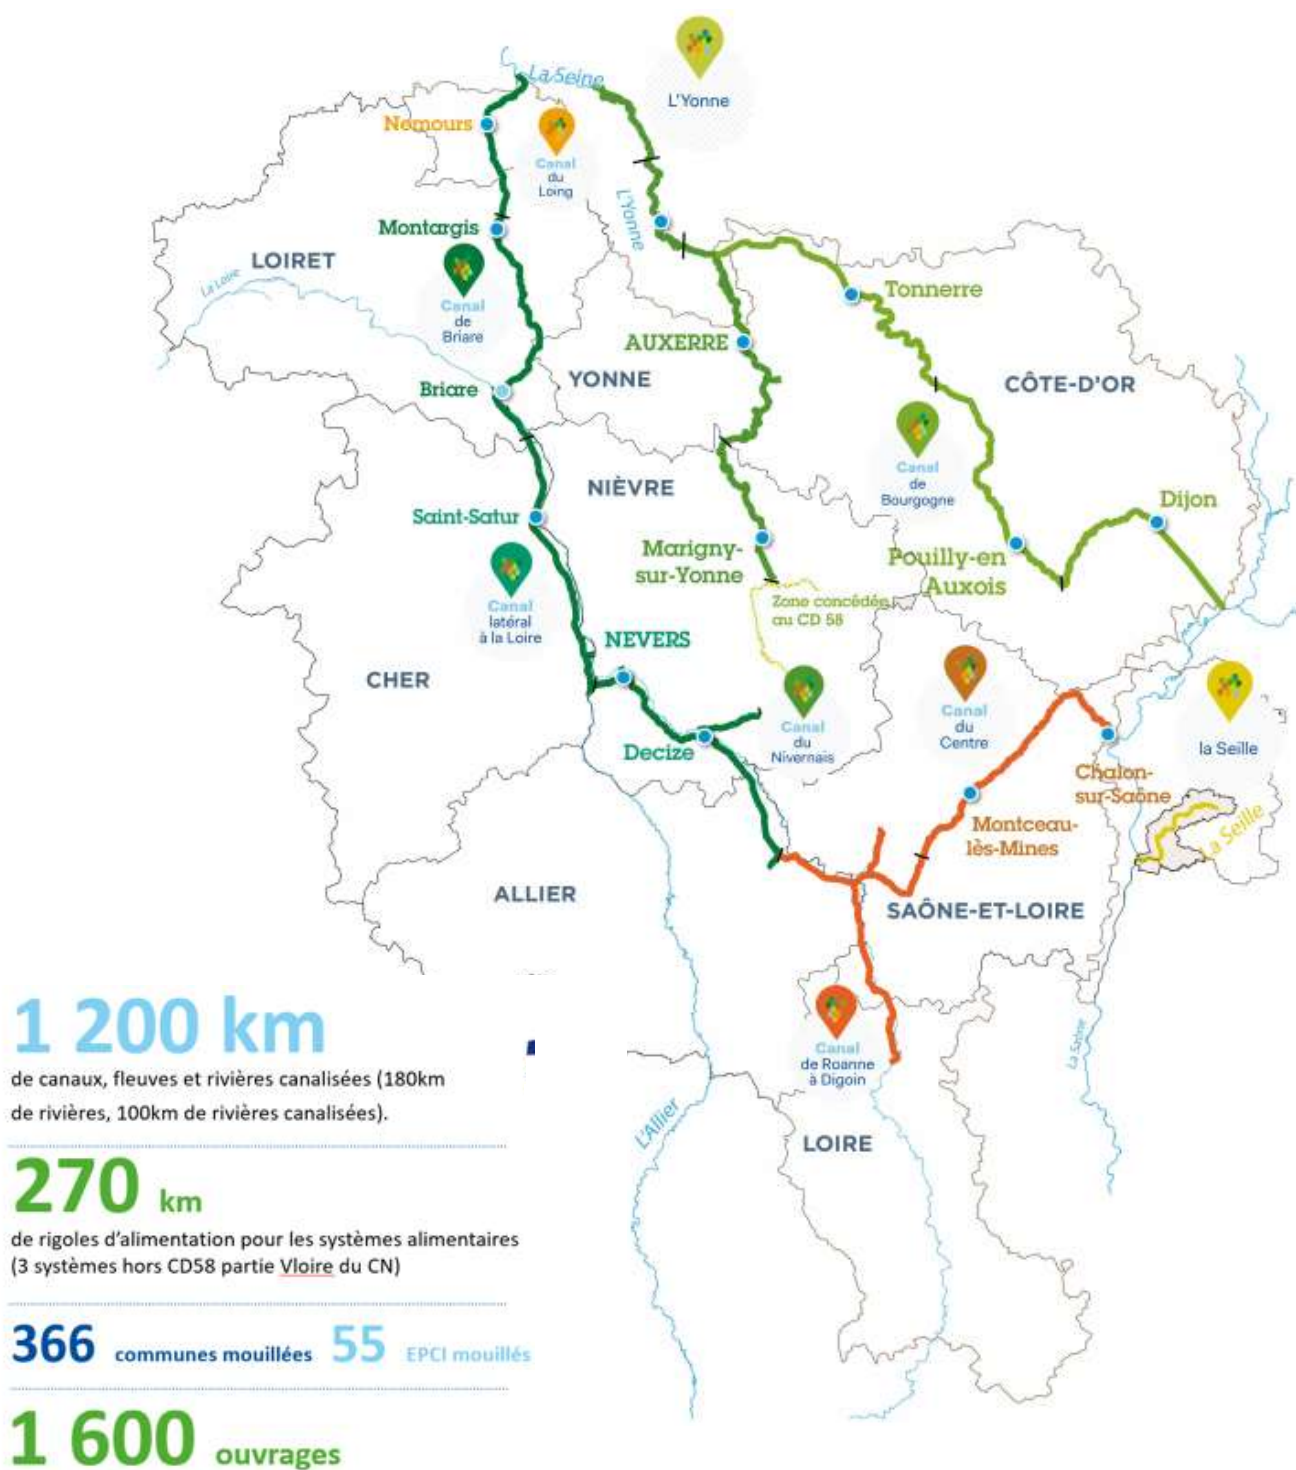 La Seine
L'Yonne
Nemours
Canal
du
Loing
L'Yonne
Montargis
LOIRET
La Loire
Canal
de
Briare
Tonnerre
AUXERRE
YONNE
CÔTE-D'OR
Briare
Canal
de
Bourgogne
NIÈVRE
Saint-Satur
Dijon
Marigny-
sur-Yonne
Pouilly-en
Auxois
Canal
latéral
à la Loire
Zone concédée
au CD 58
NEVERS
CHER
Canal
du
Centre
Canal
du
Nivernais
la Seille
Decize
Chalon-
sur-Saône
Montceau-
lès-Mines
La Seille
ALLIER
SAÔNE-ET-LOIRE
Canal
de Roanne
à Digoin
La Saône
L'Allier
LOIRE
1 200 km
de canaux, fleuves et rivières canalisées (180km
de rivières, 100km de rivières canalisées).
270 km
de rigoles d'alimentation pour les systèmes alimentaires
(3 systèmes hors CD58 partie Vloire du CN)
366 communes mouillées 55 EPCI mouillés
1 600 ouvrages